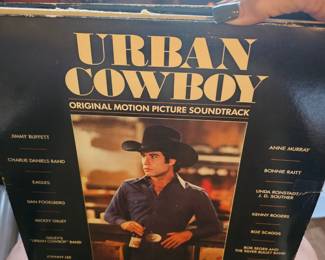 URBAN
COWBOY
ORIGINAL MOTION PICTURE SOUNDTRACK
JIMMY BUFFETT
CHARLIE DANIELS BAND
EAGLES
DAN FOGELBERG
MICKEY GILLEY
GILLEY'S
"URBAN COWBOY" BAND
JOHNNY LEE
ANNE MURRAY
BONNIE RAITT
LINDA RONSTADT/
J. D. SOUTHER
KENNY ROGERS
BOZ SCAGGS
BOB SEGER AND
THE SILVER BULLET BAND